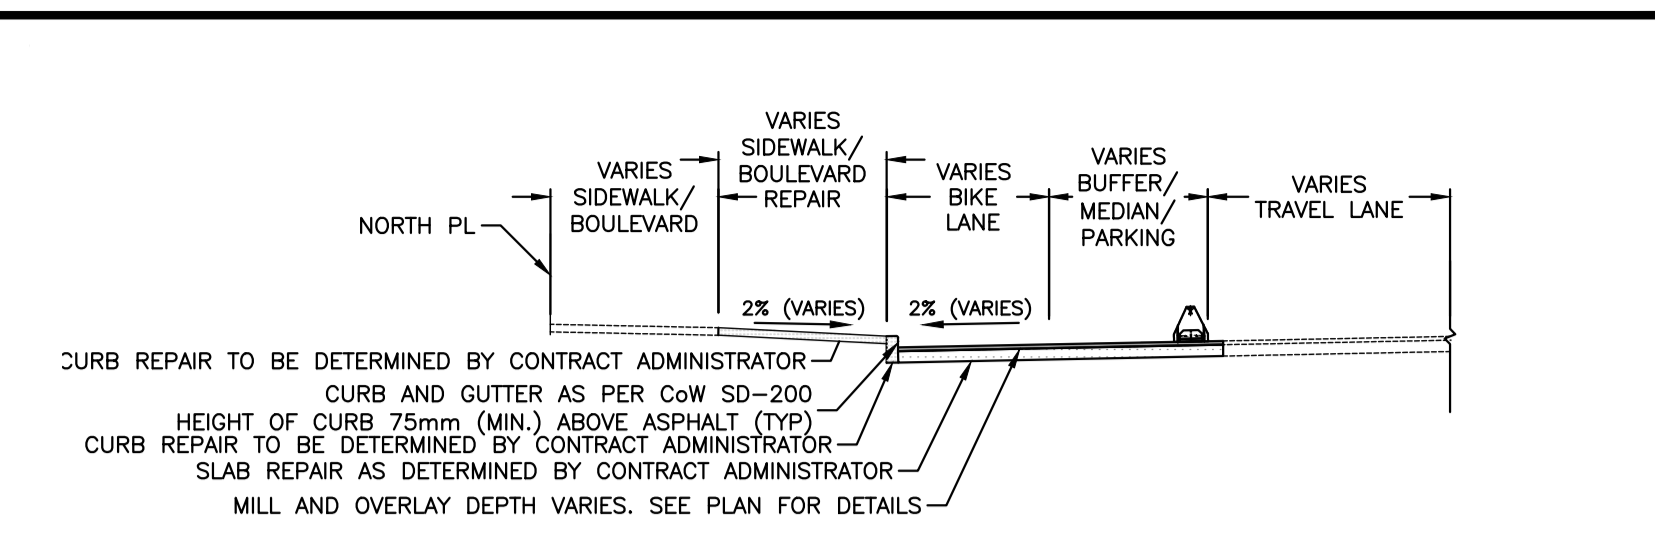 VARIES
SIDEWALK/
BOULEVARD
VARIES
SIDEWALK/
BOULEVARD
REPAIR
VARIES
BIKE
LANE
VARIES
BUFFER/
MEDIAN/
PARKING
VARIES
TRAVEL LANE
NORTH PL
2% (VARIES)
2% (VARIES)
CURB REPAIR TO BE DETERMINED BY CONTRACT ADMINISTRATOR
CURB AND GUTTER AS PER CoW SD-200
HEIGHT OF CURB 75mm (MIN.) ABOVE ASPHALT (TYP)
CURB REPAIR TO BE DETERMINED BY CONTRACT ADMINISTRATOR
SLAB REPAIR AS DETERMINED BY CONTRACT ADMINISTRATOR
MILL AND OVERLAY DEPTH VARIES. SEE PLAN FOR DETAILS